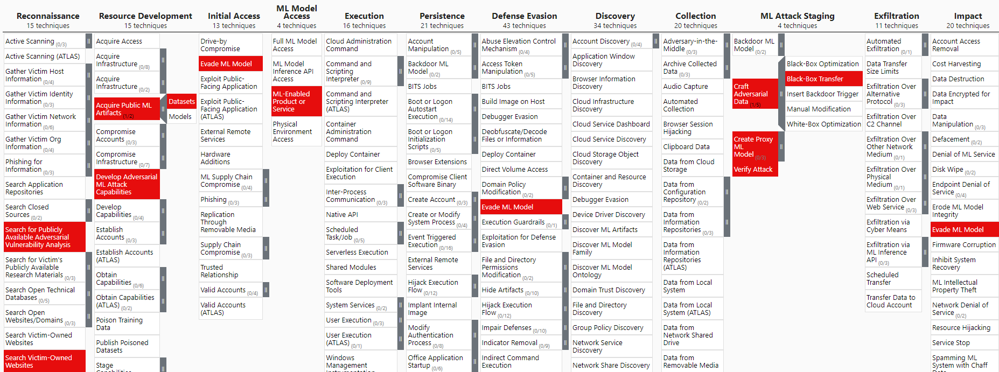 Reconnaissance
15 techniques
Active Scanning (0/3)
Active Scanning (ATLAS)
Gather Victim Host
Information (0/4)
Gather Victim Identity
Information (0/3)
Gather Victim Network
Information (0/6)
Gather Victim Org
Information (0/4)
Phishing for
Information (0/3)
Search Application
Repositories
Search Closed
Sources (0/2)
Search for Publicly
Available Adversarial
Vulnerability Analysis
Search for Victim's
Publicly Available
Research Materials (0/3)
Search Open Technical
Databases (0/5)
Search Open
Websites/Domains (0/3)
Search Victim-Owned
Websites
Search Victim-Owned
Websites
Resource Development
15 techniques
Acquire Access
Acquire
Infrastructure (0/8)
Acquire
Infrastructure (0/2)
Acquire Public ML
Artifacts (1/2)
Datasets
Models
Compromise
Accounts (0/3)
Compromise
Infrastructure (0/7)
Develop Adversarial
ML Attack
Capabilities
Develop
Capabilities (0/4)
Establish
Accounts (0/3)
Establish Accounts
(ATLAS)
Obtain
Capabilities (0/6)
Obtain Capabilities
(ATLAS) (0/2)
Poison Training
Data
Publish Poisoned
Datasets
Stage
Capabilities
Initial Access
13 techniques
Drive-by
Compromise
Evade ML Model
Exploit Public-
Facing Application
Exploit Public-
Facing Application
(ATLAS)
External Remote
Services
Hardware
Additions
ML Supply Chain
Compromise (0/4)
Phishing (0/3)
Replication
Through
Removable Media
Supply Chain
Compromise (0/3)
Trusted
Relationship
Valid Accounts (0/4)
Valid Accounts
(ATLAS)
ML Model
Access
4 techniques
Full ML Model
Access
ML Model
Inference API
Access
ML-Enabled
Product or
Service
Physical
Environment
Access
Execution
16 techniques
Cloud Administration
Command
Command and
Scripting
Interpreter (0/9)
Command and
Scripting Interpreter
(ATLAS)
Container
Administration
Command
Deploy Container
Exploitation for Client
Execution
Inter-Process
Communication (0/3)
Native API
Scheduled
Task/Job (0/5)
Serverless Execution
Shared Modules
Software Deployment
Tools
System Services (0/2)
User Execution (0/3)
User Execution
(ATLAS) (0/1)
Windows
Management
Instrumentation
Persistence
21 techniques
Account
Manipulation (0/5)
Backdoor ML
Model (0/2)
BITS Jobs
Boot or Logon
Autostart
Execution (0/14)
Boot or Logon
Initialization
Scripts (0/5)
Browser Extensions
Compromise Client
Software Binary
Create Account (0/3)
Create or Modify
System Process (0/4)
Event Triggered
Execution (0/16)
External Remote
Services
Hijack Execution
Flow (0/12)
Implant Internal
Image
Modify
Authentication
Process (0/8)
Office Application
Startup (0/6)
Defense Evasion
43 techniques
Abuse Elevation Control
Mechanism (0/4)
Access Token
Manipulation (0/5)
BITS Jobs
Build Image on Host
Debugger Evasion
Deobfuscate/Decode
Files or Information
Deploy Container
Direct Volume Access
Domain Policy
Modification (0/2)
Evade ML Model
Execution Guardrails (0/1)
Exploitation for Defense
Evasion
File and Directory
Permissions
Modification (0/2)
Hide Artifacts (0/10)
Hijack Execution
Flow (0/12)
Impair Defenses (0/10)
Indicator Removal (0/9)
Indirect Command
Execution
Discovery
34 techniques
Account Discovery (0/4)
Application Window
Discovery
Browser Information
Discovery
Cloud Infrastructure
Discovery
Cloud Service Dashboard
Cloud Service Discovery
Cloud Storage Object
Discovery
Container and Resource
Discovery
Debugger Evasion
Device Driver Discovery
Discover ML Artifacts
Discover ML Model
Family
Discover ML Model
Ontology
Domain Trust Discovery
File and Directory
Discovery
Group Policy Discovery
Network Service
Discovery
Network Share Discovery
Collection
20 techniques
Adversary-in-the-
Middle (0/3)
Archive Collected
Data (0/3)
Audio Capture
Automated
Collection
Browser Session
Hijacking
Clipboard Data
Data from Cloud
Storage
Data from
Configuration
Repository (0/2)
Data from
Information
Repositories (0/3)
Data from
Information
Repositories
(ATLAS)
Data from Local
System
Data from Local
System (ATLAS)
Data from
Network Shared
Drive
Data from
Removable Media
ML Attack Staging
4 techniques
Backdoor ML
Model (0/2)
Craft
Adversarial
Data (1/5)
Black-Box Optimization
Black-Box Transfer
Insert Backdoor Trigger
Manual Modification
White-Box Optimization
Create Proxy
ML
Model (0/3)
Verify Attack
Exfiltration
11 techniques
Automated
Exfiltration (0/1)
Data Transfer
Size Limits
Exfiltration Over
Alternative
Protocol (0/3)
Exfiltration Over
C2 Channel
Exfiltration Over
Other Network
Medium (0/1)
Exfiltration Over
Physical
Medium (0/1)
Exfiltration Over
Web Service (0/3)
Exfiltration via
Cyber Means
Exfiltration via
ML Inference
API (0/3)
Scheduled
Transfer
Transfer Data to
Cloud Account
Impact
20 techniques
Account Access
Removal
Cost Harvesting
Data Destruction
Data Encrypted for
Impact
Data
Manipulation (0/3)
Defacement (0/2)
Denial of ML Service
Disk Wipe (0/2)
Endpoint Denial of
Service (0/4)
Erode ML Model
Integrity
Evade ML Model
Firmware Corruption
Inhibit System
Recovery
ML Intellectual
Property Theft
Network Denial of
Service (0/2)
Resource Hijacking
Service Stop
Spamming ML
System with Chaff
Data